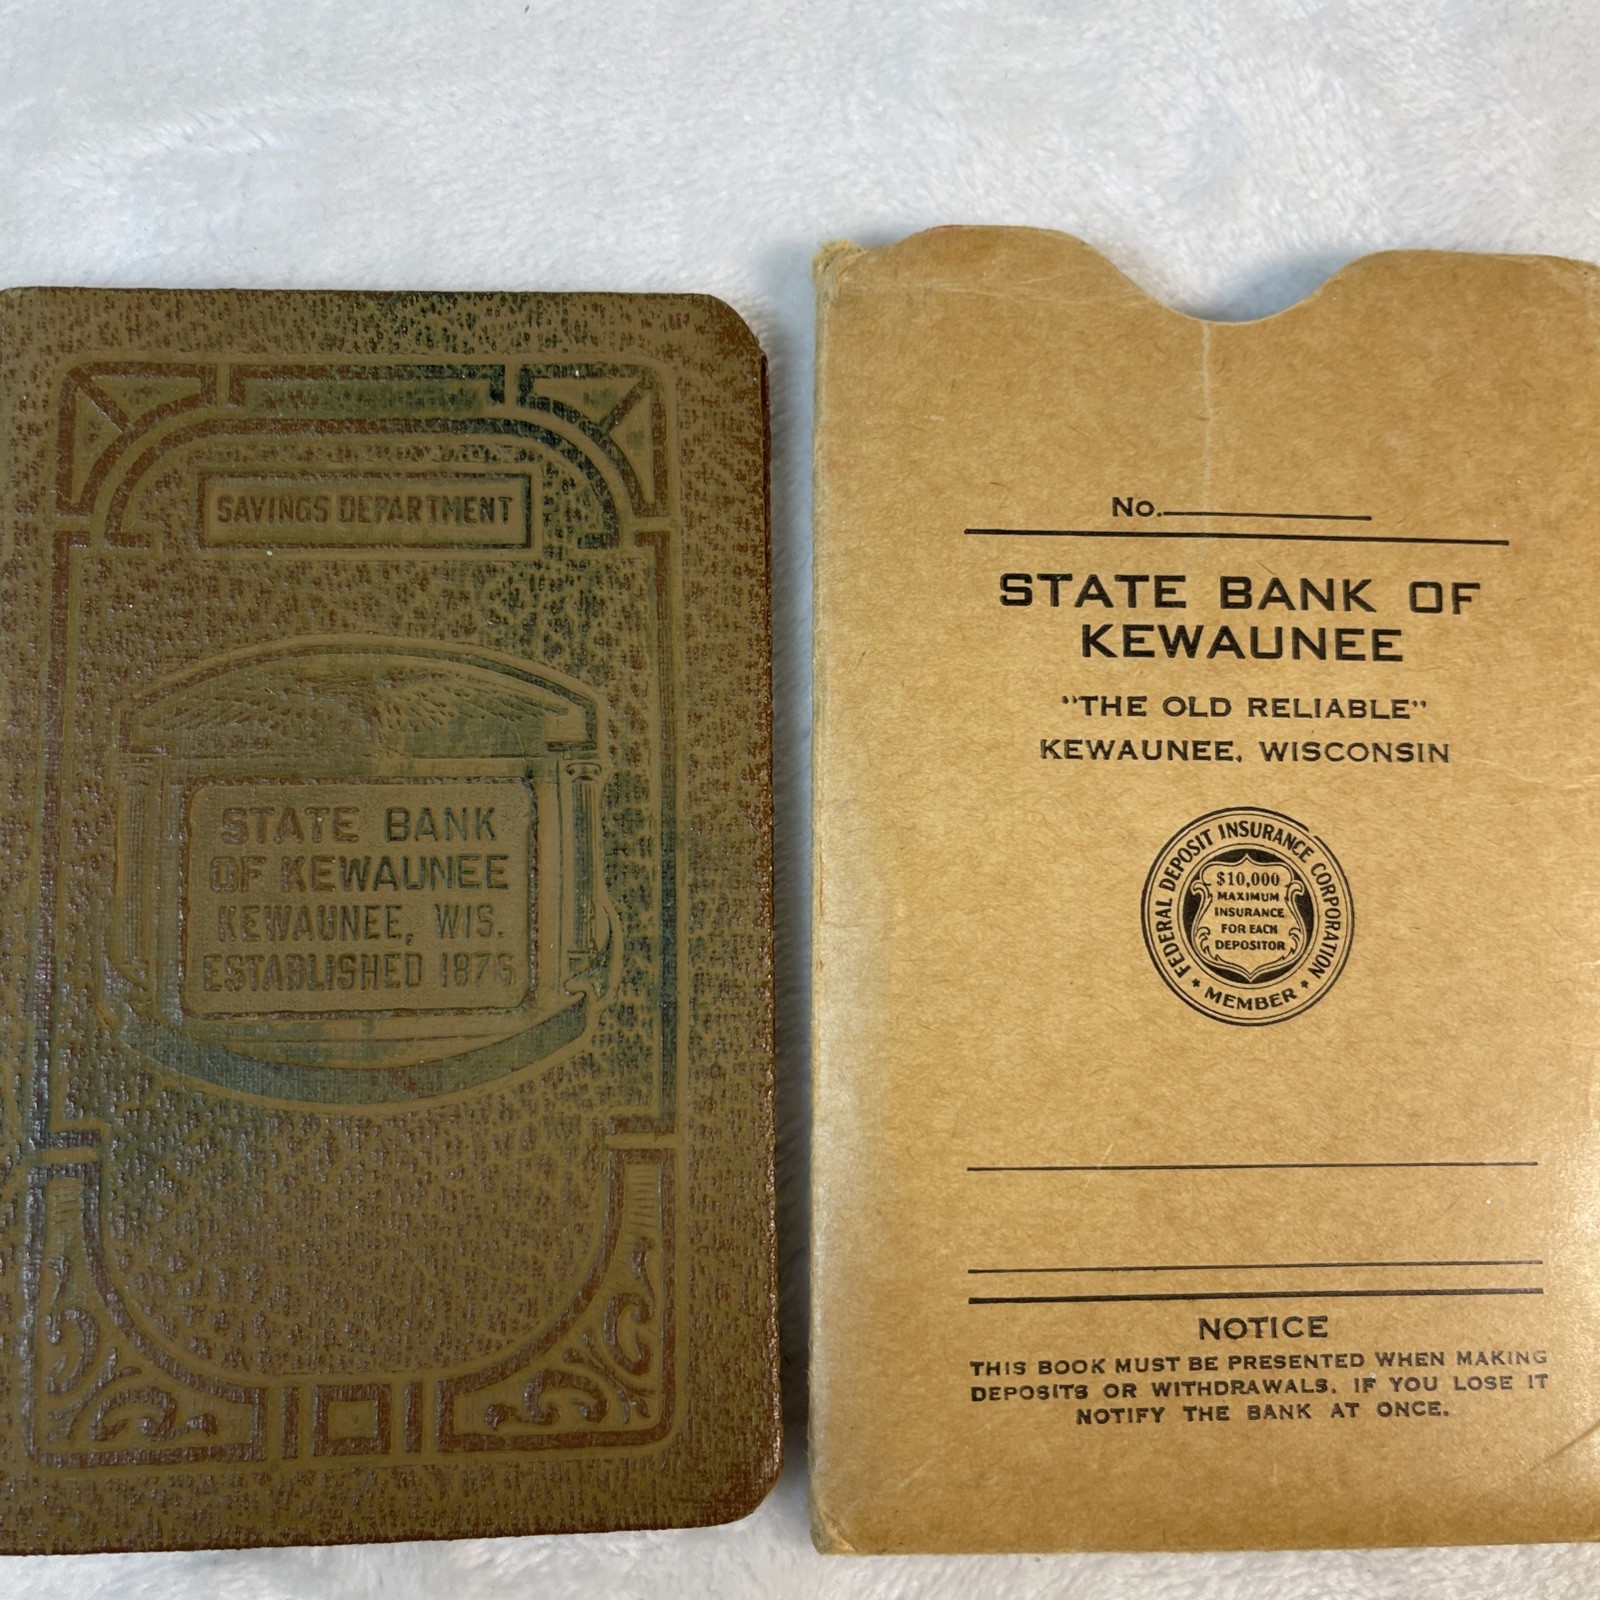 SAVINGS DEPARTMENT
STATE BANK
OF KEWAUNEE
KEWAUNEE, WIS.
ESTABLISHED 1876
No.
STATE BANK OF
KEWAUNEE
"THE OLD RELIABLE"
KEWAUNEE, WISCONSIN
FEDERAL DEPOSIT INSURANCE CORPORATION
$10,000
MAXIMUM
INSURANCE
FOR EACH
DEPOSITOR
MEMBER
NOTICE
THIS BOOK MUST BE PRESENTED WHEN MAKING
DEPOSITS OR WITHDRAWALS. IF YOU LOSE IT
NOTIFY THE BANK AT ONCE.